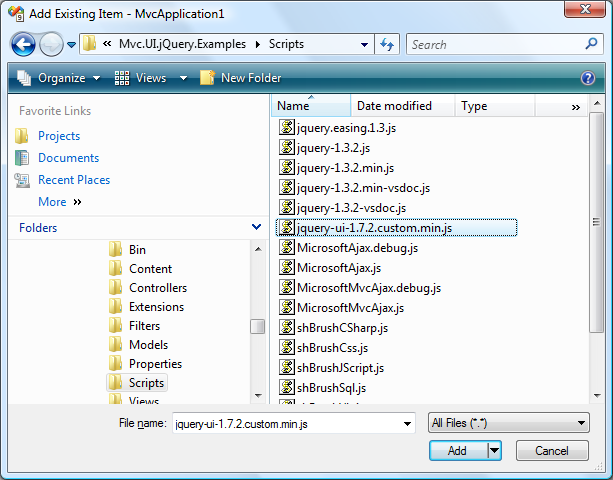 Add Existing Item - MvcApplication1
« Mvc.UI.jQuery.Examples Scripts Search
Organize Views New Folder
Favorite Links
Projects
Documents
Recent Places
More »
Folders
Bin
Content
Controllers
Extensions
Filters
Models
Properties
Scripts
Views
Name Date modified Type »
jquery.easing.1.3.js
jquery-1.3.2.js
jquery-1.3.2.min.js
jquery-1.3.2.min-vsdoc.js
jquery-1.3.2-vsdoc.js
jquery-ui-1.7.2.custom.min.js
MicrosoftAjax.debug.js
MicrosoftAjax.js
MicrosoftMvcAjax.debug.js
MicrosoftMvcAjax.js
shBrushCSharp.js
shBrushCss.js
shBrushJScript.js
shBrushSql.js
File name: jquery-ui-1.7.2.custom.min.js All Files (*.*)
Add Cancel